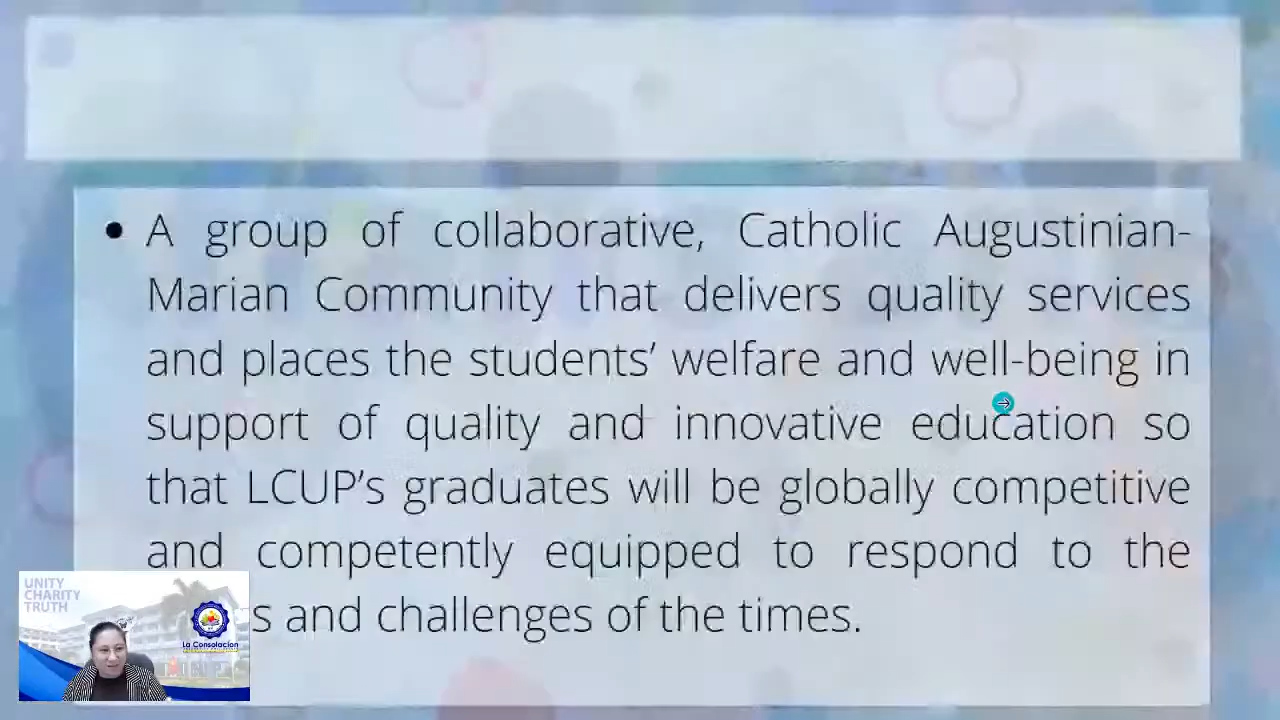 A group of collaborative, Catholic Augustinian-
Marian Community that delivers quality services
and places the students’ welfare and well-being in
support of quality and innovative education so
that LCUP’s graduates will be globally competitive
and competently equipped to respond to the
and challenges of the times.
UNITY
CHARITY
TRUTH
La Consolacion